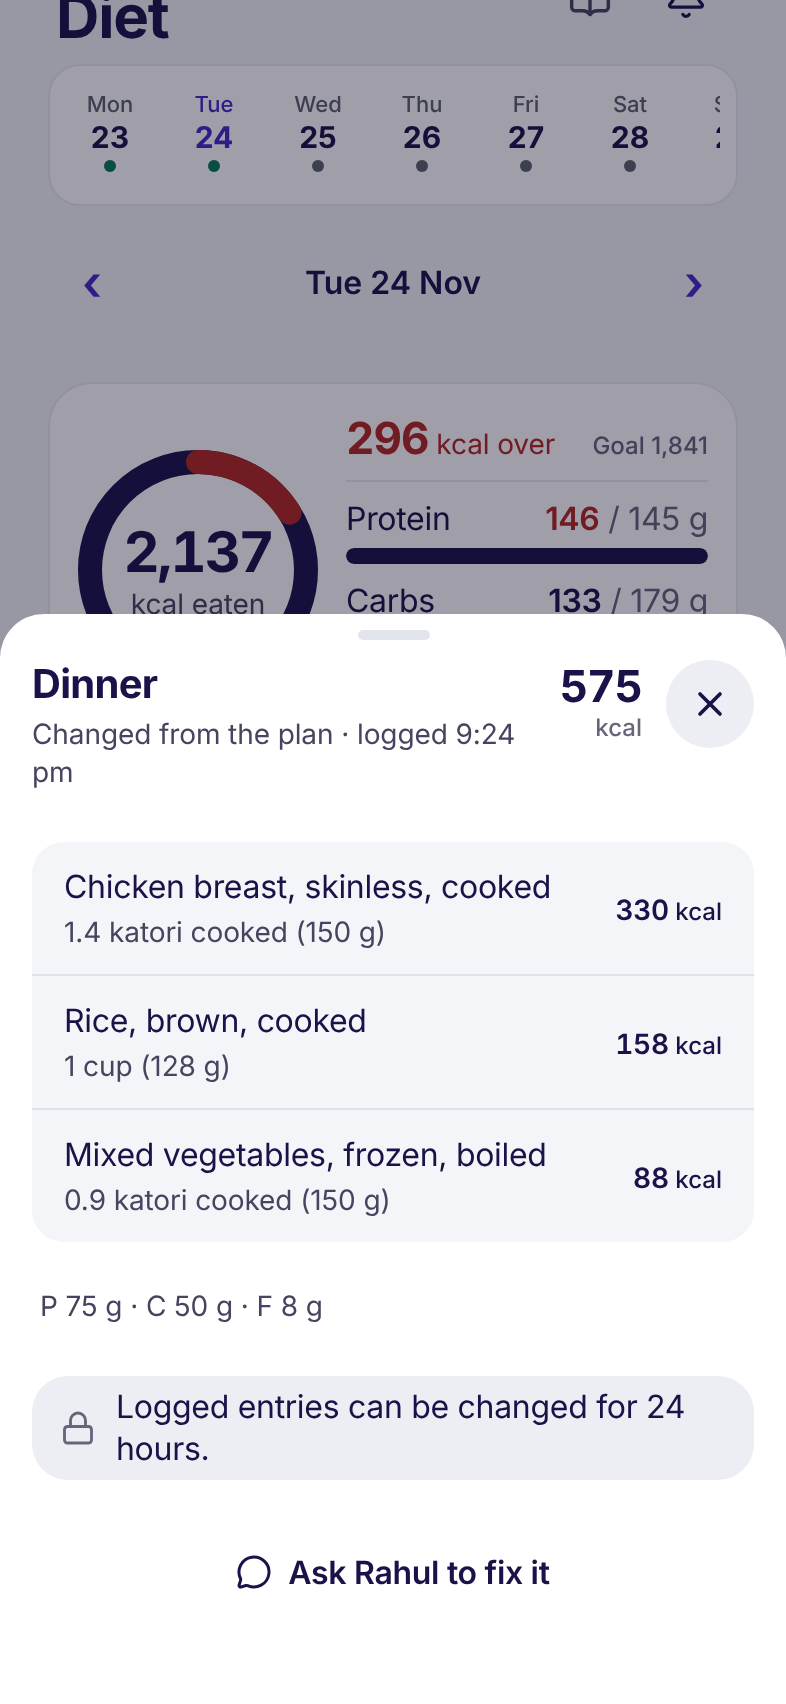 Diet
Mon Tue Wed Thu Fri Sat
23 24 25 26 27 28
‹ Tue 24 Nov ›
296 kcal over Goal 1,841
2,137
kcal eaten
Protein 146 / 145 g
Carbs 133 / 179 g
Dinner
575
kcal
Changed from the plan · logged 9:24
pm
Chicken breast, skinless, cooked
1.4 katori cooked (150 g)
330 kcal
Rice, brown, cooked
1 cup (128 g)
158 kcal
Mixed vegetables, frozen, boiled
0.9 katori cooked (150 g)
88 kcal
P 75 g · C 50 g · F 8 g
Logged entries can be changed for 24
hours.
Ask Rahul to fix it